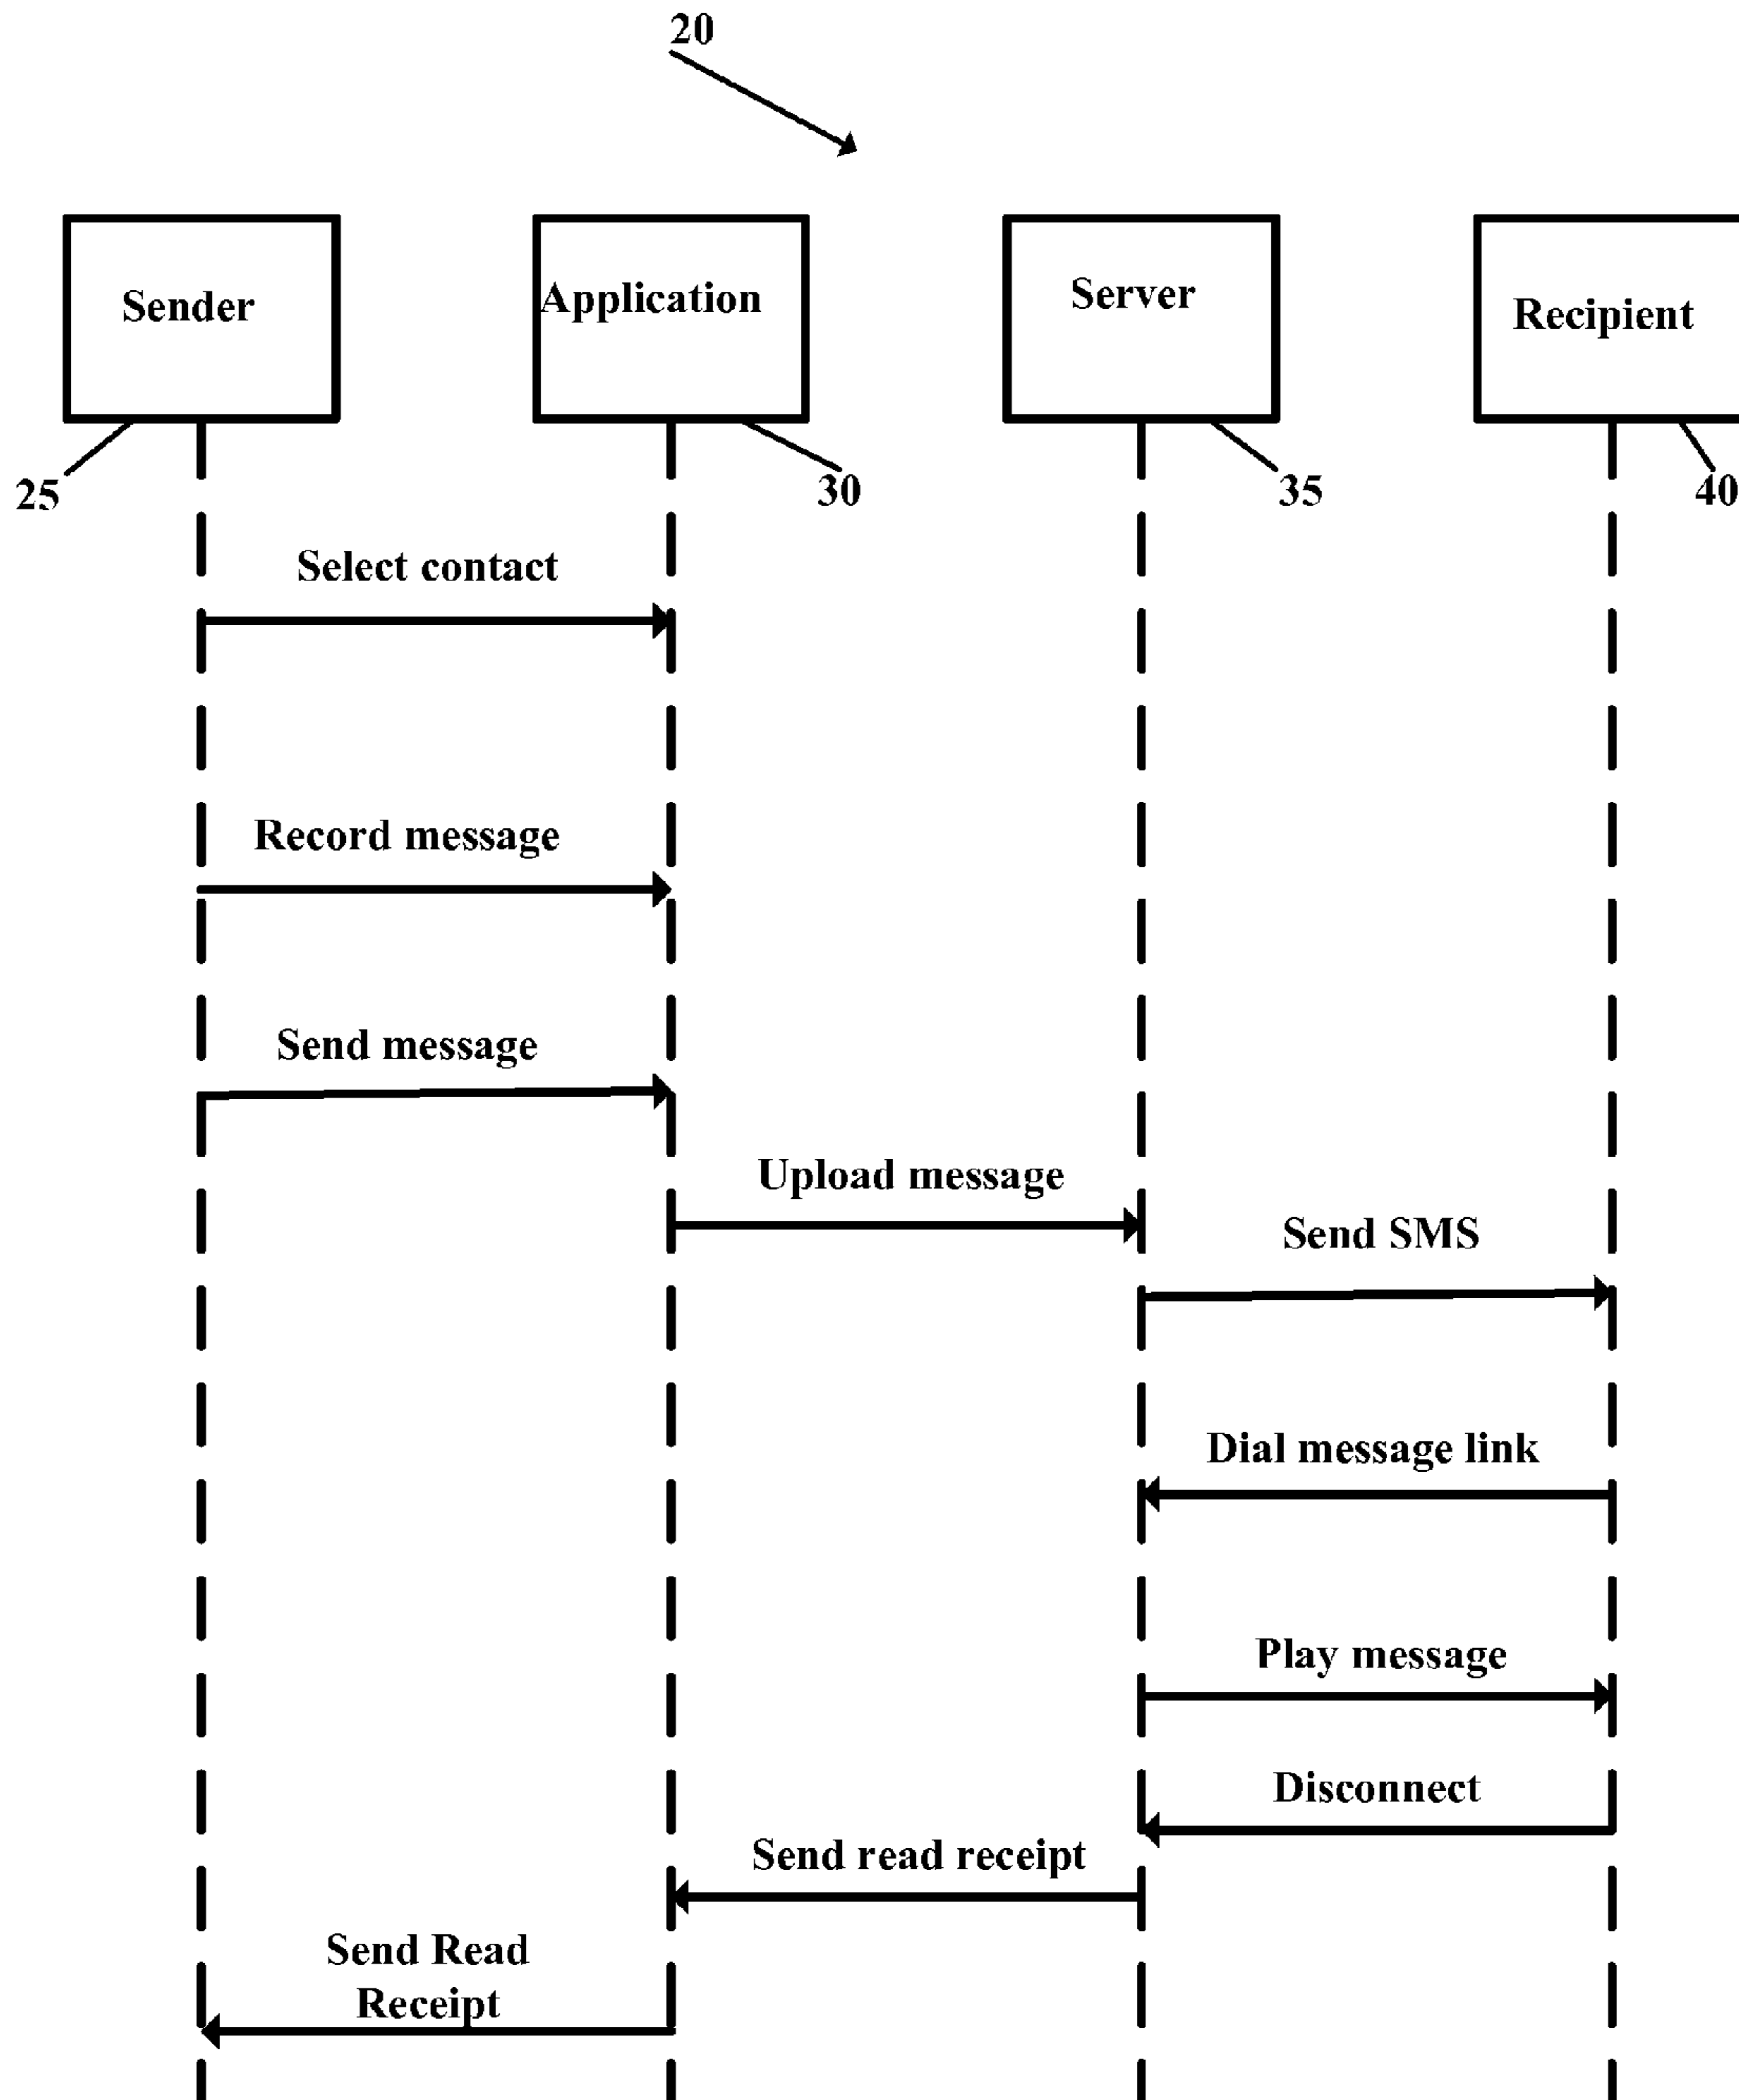 20
Sender
Application
Server
Recipient
25
30
35
40
Select contact
Record message
Send message
Upload message
Send SMS
Dial message link
Play message
Disconnect
Send read receipt
Send Read
Receipt